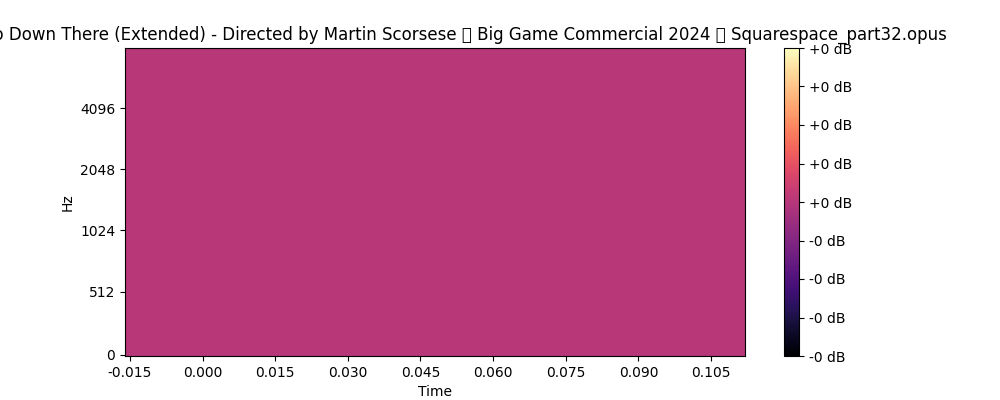 Down There (Extended) - Directed by Martin Scorsese Big Game Commercial 2024 Squarespace_part32.opus
+0 dB
+0 dB
+0 dB
+0 dB
+0 dB
-0 dB
-0 dB
-0 dB
-0 dB
4096
2048
1024
512
0
Hz
-0.015 0.000 0.015 0.030 0.045 0.060 0.075 0.090 0.105
Time